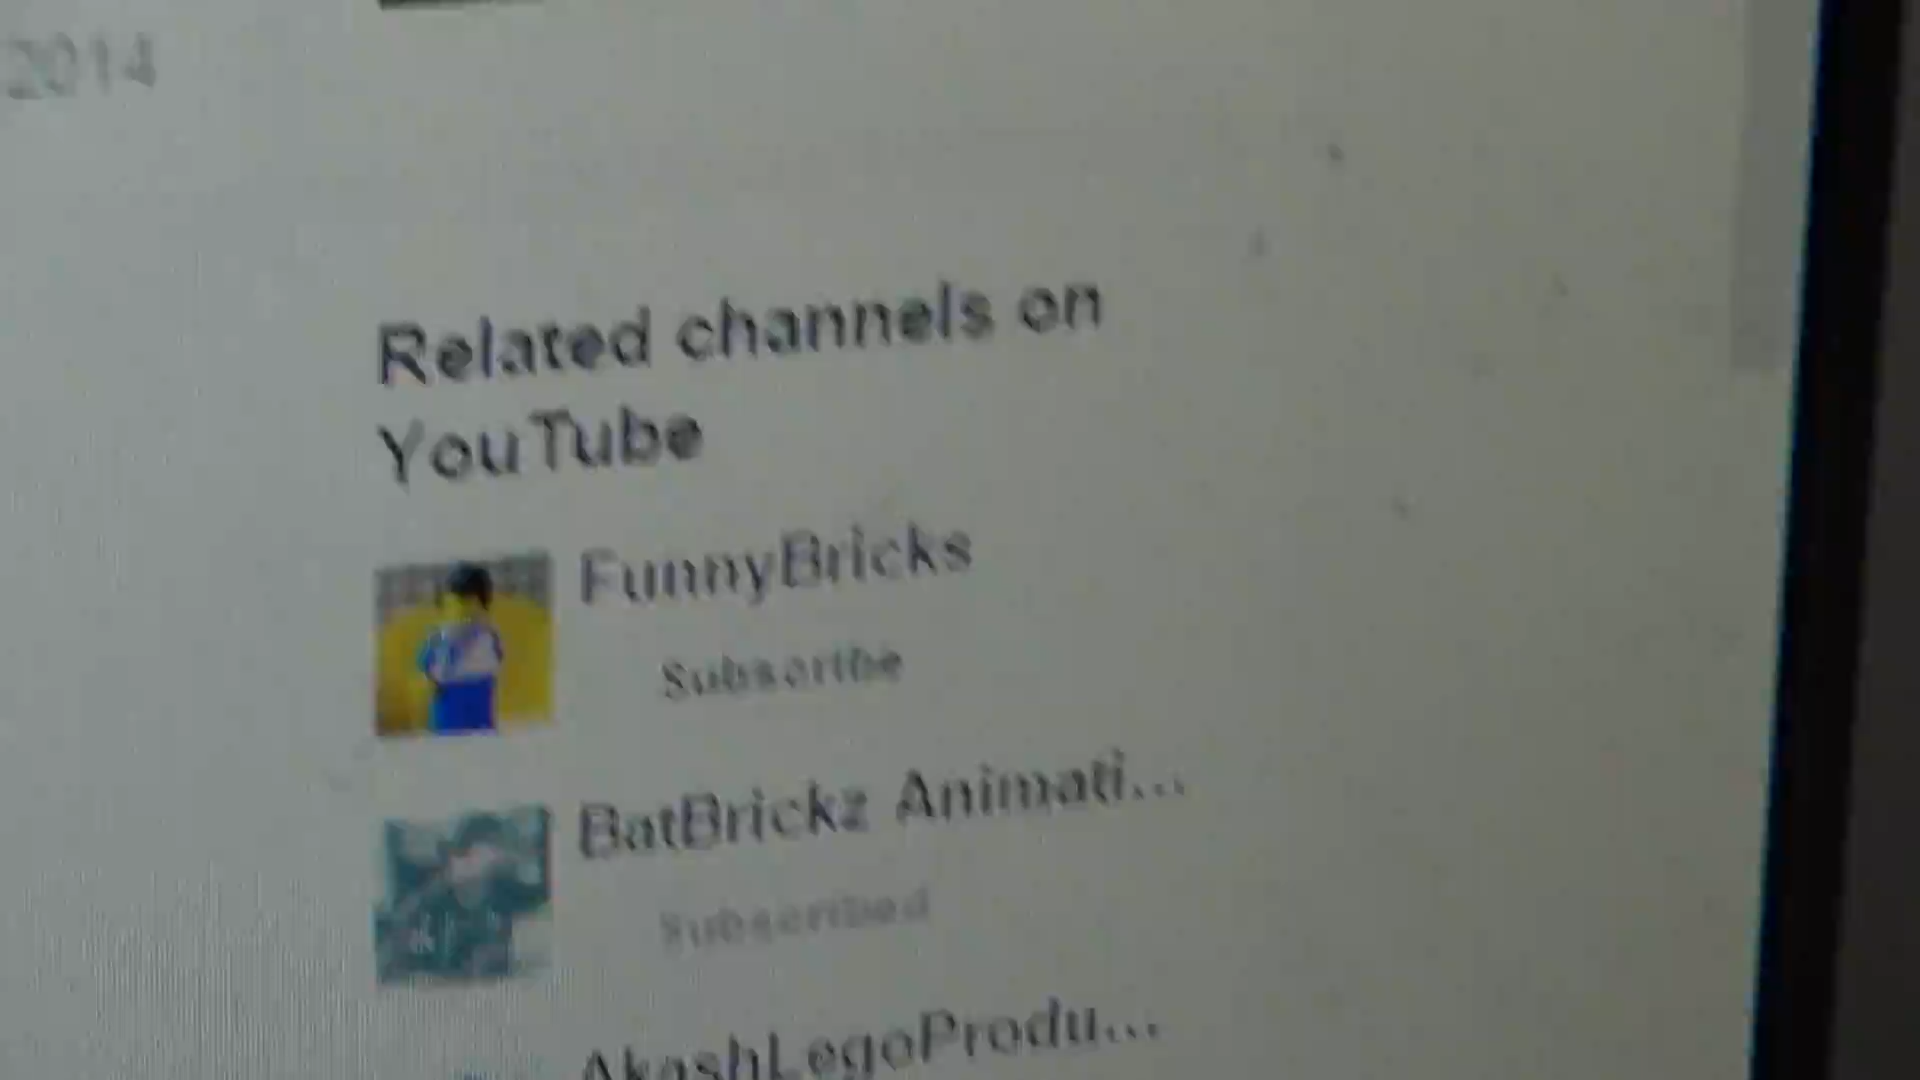 2014
Related channels on
YouTube
FunnyBricks
Subscribe
BatBrickz Animati...
Subscribed
AkashLegoProdu...